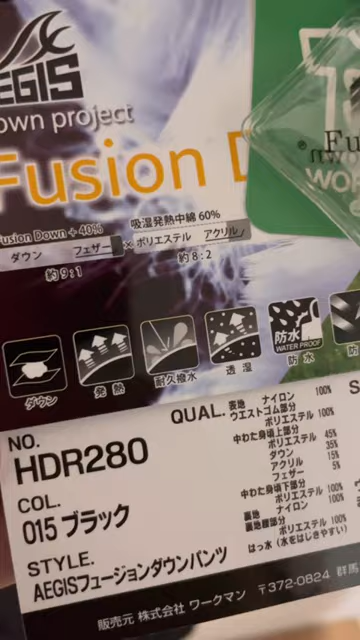 AEGIS
own project
Fusion D
Fusion Down + 40%
吸湿発熱中綿 60%
ダウン フェザー × ポリエステル アクリル
約9:1 約8:2
ダウン
発熱
耐久撥水
透湿
防水
WATER PROOF
防水
QUAL.
表地 ナイロン 100%
ウエストゴム部分
ポリエステル 100%
中わた身頃上部分
ポリエステル 45%
ダウン 35%
アクリル 15%
フェザー 5%
中わた身頃下部分
ポリエステル 100%
裏地 ナイロン 100%
裏地腰部分
ポリエステル 100%
はっ水(水をはじきやすい)
NO.
HDR280
COL.
015 ブラック
STYLE.
AEGISフュージョンダウンパンツ
販売元 株式会社 ワークマン 〒372-0824 群馬